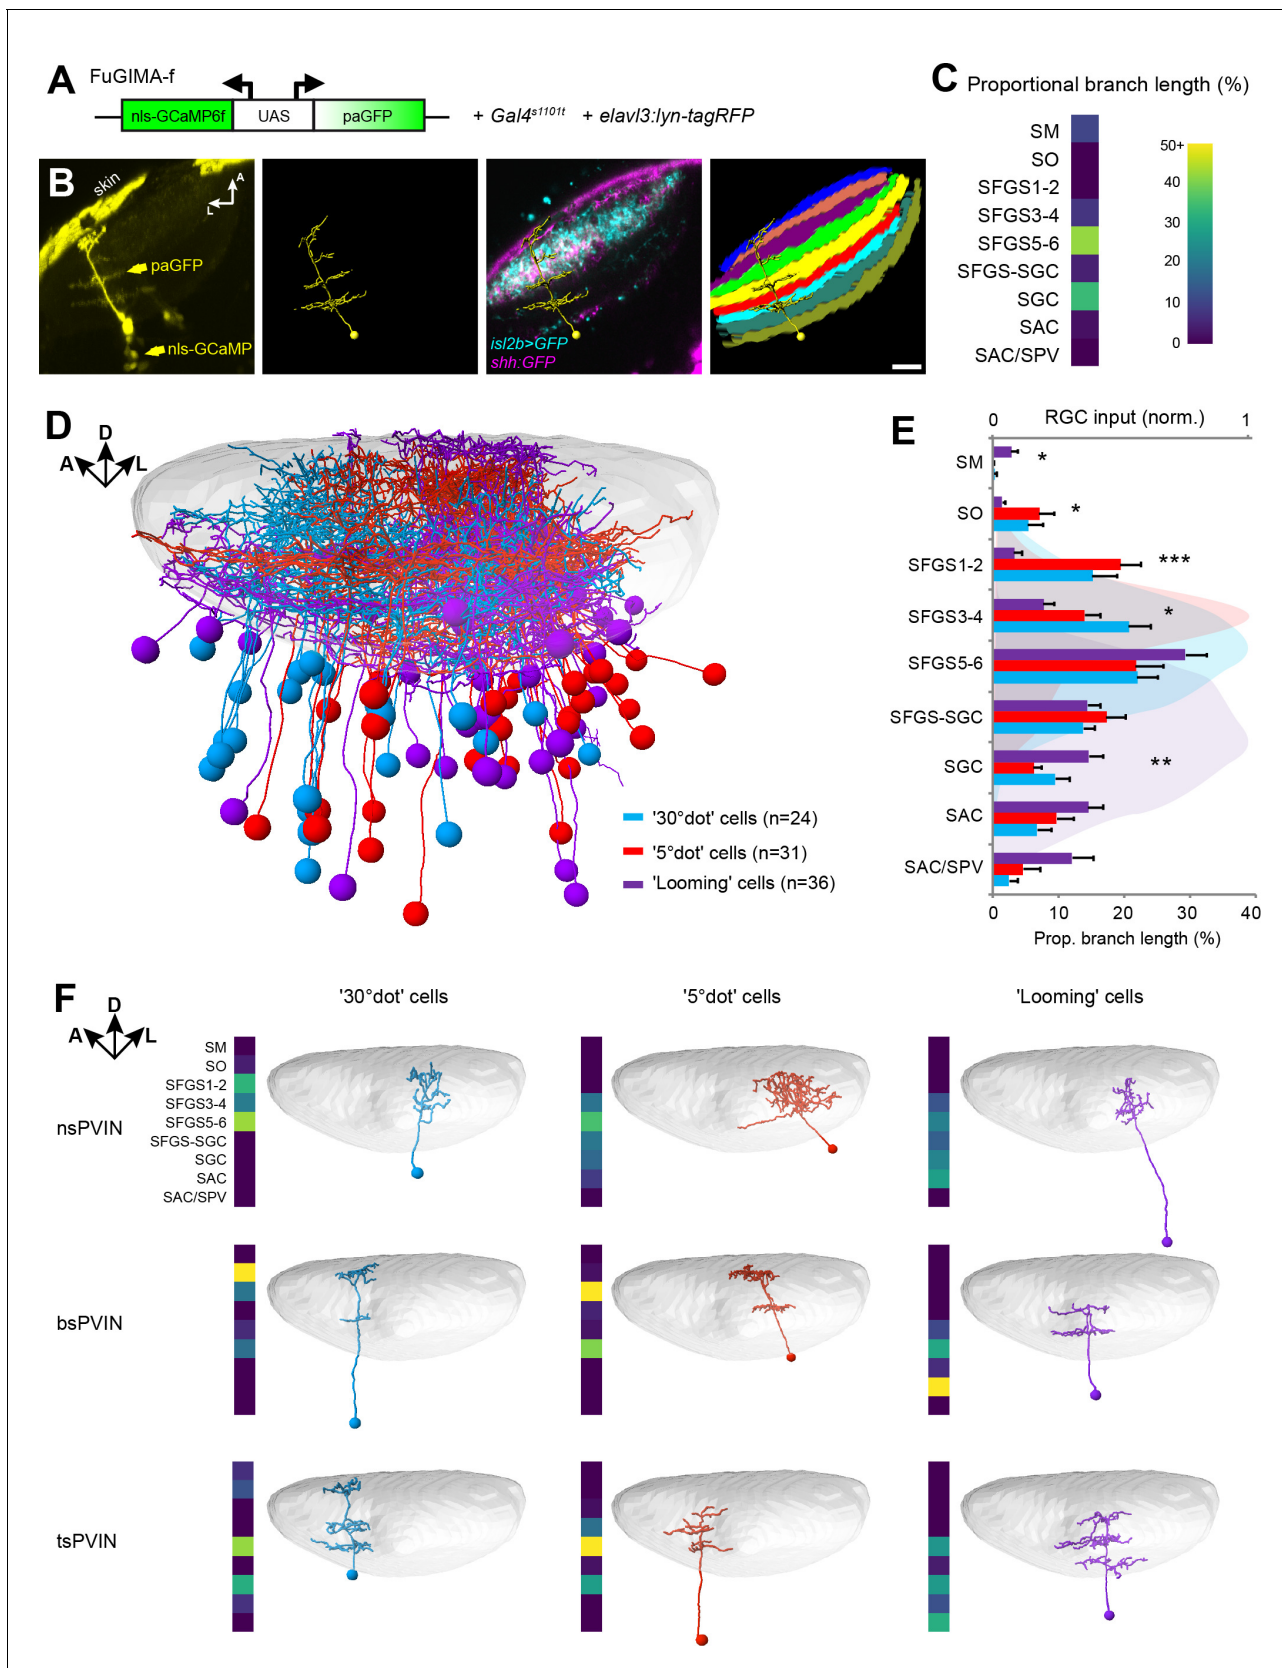 A
FuGIMA-f
nls-GCaMP6f
UAS
paGFP
+ Gal4s1101t + elavl3:lyn-tagRFP
B
skin
A
L
paGFP
nls-GCaMP
isl2b>GFP
shh:GFP
C
Proportional branch length (%)
SM
SO
SFGS1-2
SFGS3-4
SFGS5-6
SFGS-SGC
SGC
SAC
SAC/SPV
50+
40
30
20
10
0
D
D
A
L
'30°dot' cells (n=24)
'5°dot' cells (n=31)
'Looming' cells (n=36)
E
0
RGC input (norm.)
1
SM
*
SO
*
SFGS1-2
***
SFGS3-4
*
SFGS5-6
SFGS-SGC
SGC
**
SAC
SAC/SPV
0
10
20
30
40
Prop. branch length (%)
F
D
A
L
'30°dot' cells
'5°dot' cells
'Looming' cells
nsPVIN
SM
SO
SFGS1-2
SFGS3-4
SFGS5-6
SFGS-SGC
SGC
SAC
SAC/SPV
bsPVIN
tsPVIN